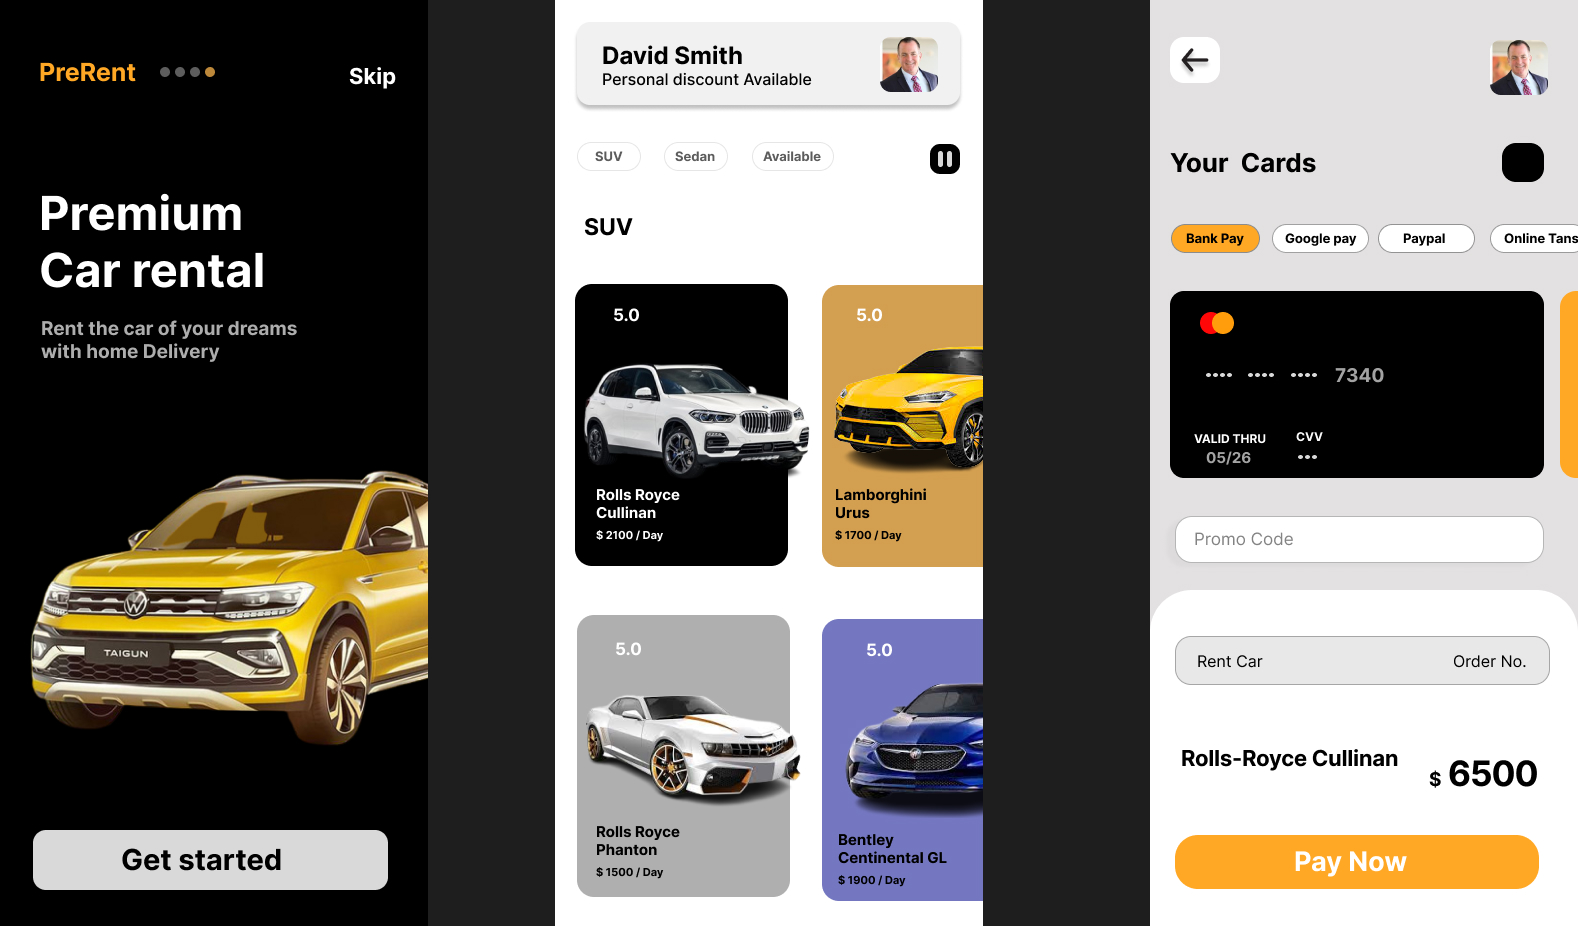 PreRent
Skip
Premium
Car rental
Rent the car of your dreams
with home Delivery
TAIGUN
Get started
David Smith
Personal discount Available
SUV
Sedan
Available
SUV
5.0
Rolls Royce
Cullinan
$ 2100 / Day
5.0
Lamborghini
Urus
$ 1700 / Day
5.0
Rolls Royce
Phanton
$ 1500 / Day
5.0
Bentley
Centinental GL
$ 1900 / Day
Your Cards
Bank Pay
Google pay
Paypal
Online Tans
•••• •••• •••• 7340
VALID THRU
05/26
CVV
•••
Promo Code
Rent Car
Order No.
Rolls-Royce Cullinan
$ 6500
Pay Now